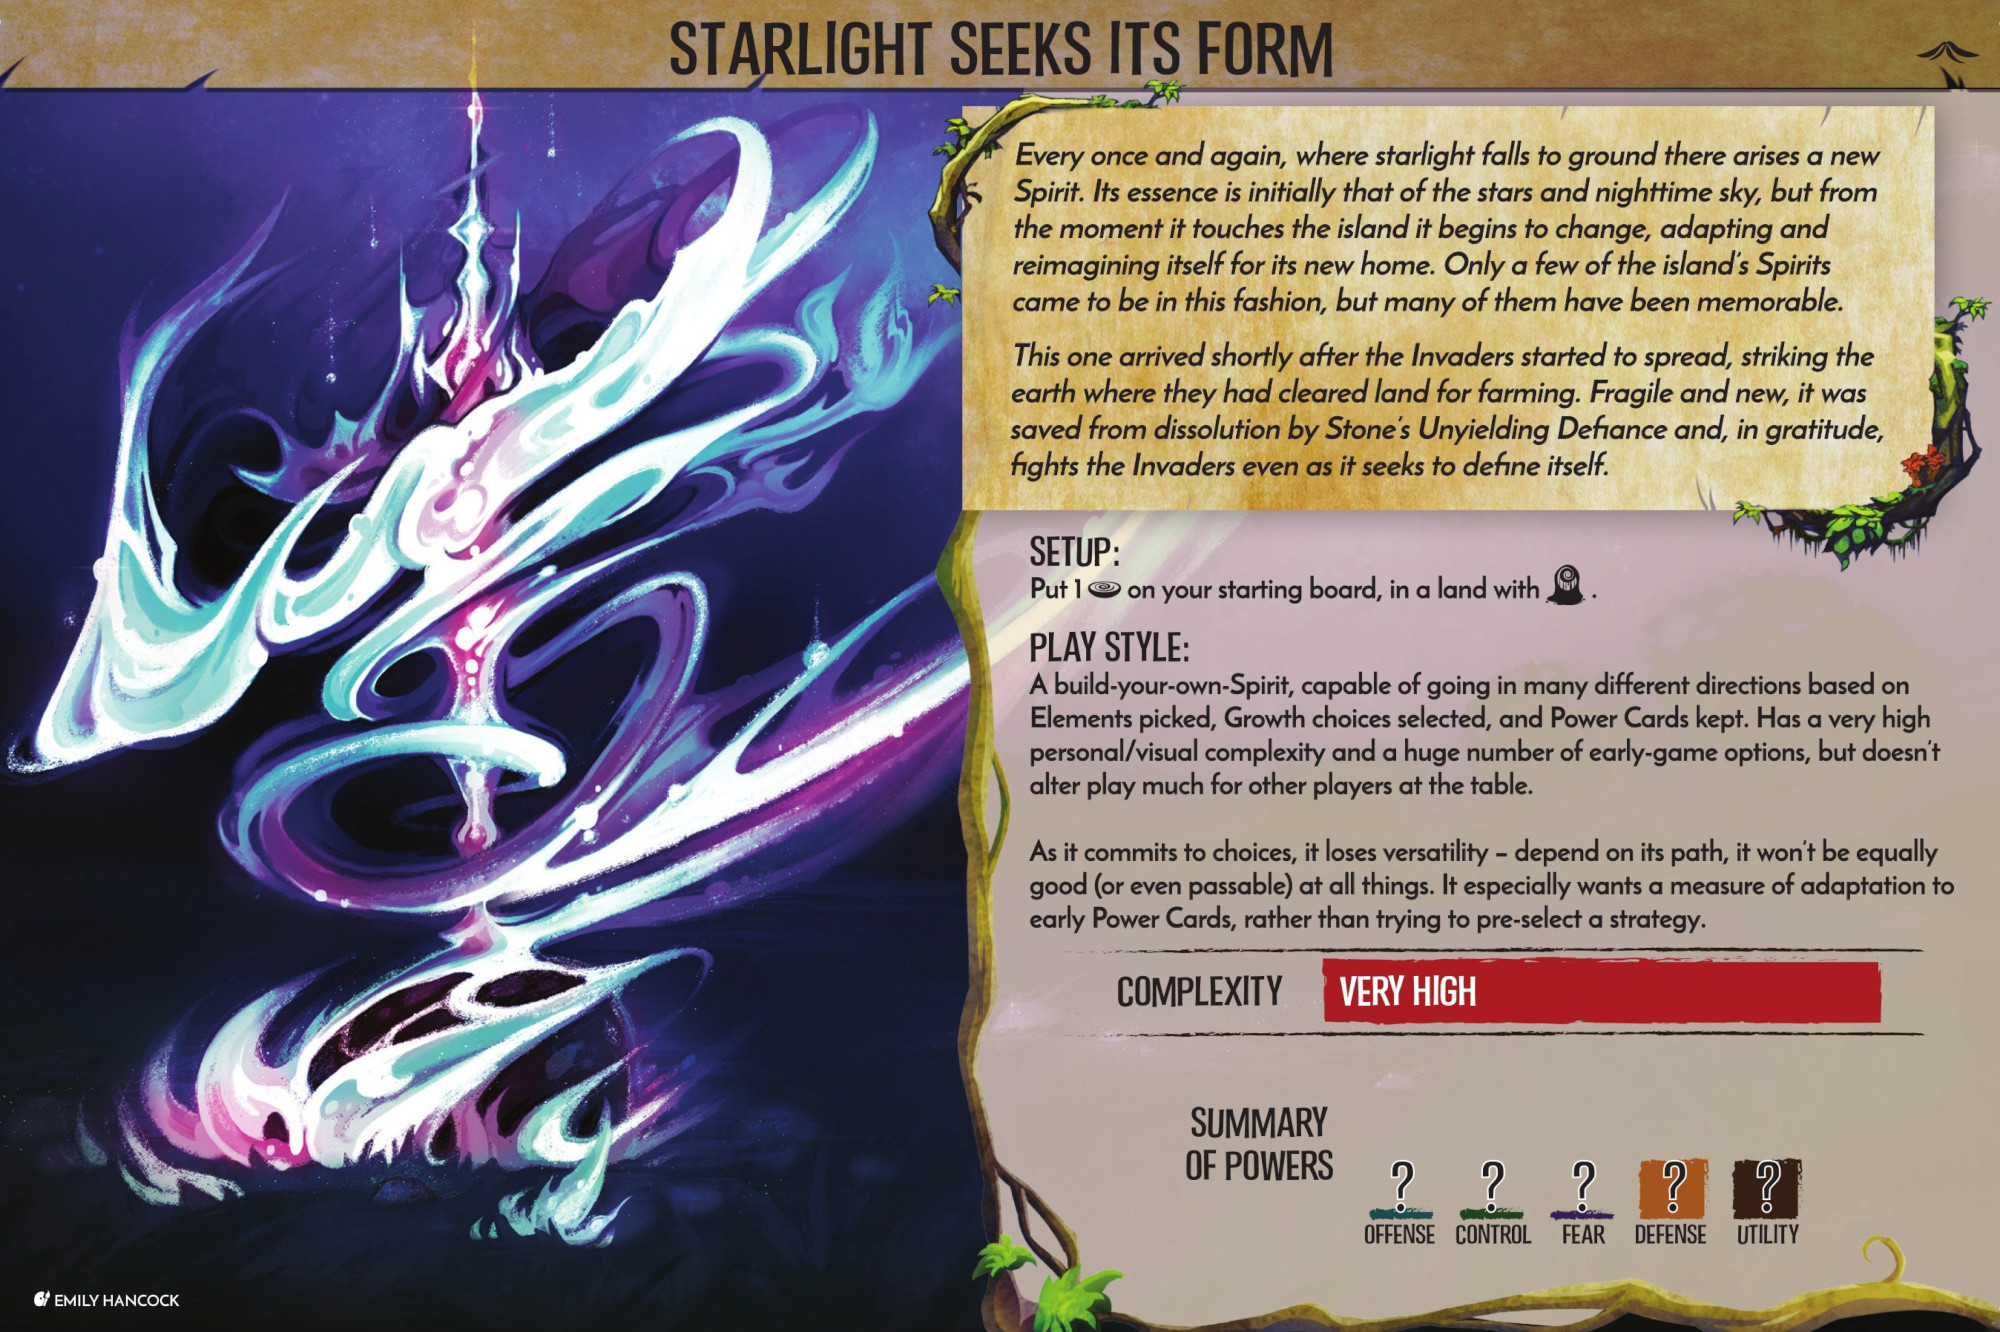 STARLIGHT SEEKS ITS FORM
Every once and again, where starlight falls to ground there arises a new
Spirit. Its essence is initially that of the stars and nighttime sky, but from
the moment it touches the island it begins to change, adapting and
reimagining itself for its new home. Only a few of the island's Spirits
came to be in this fashion, but many of them have been memorable.
This one arrived shortly after the Invaders started to spread, striking the
earth where they had cleared land for farming. Fragile and new, it was
saved from dissolution by Stone's Unyielding Defiance and, in gratitude,
fights the Invaders even as it seeks to define itself.
SETUP:
Put 1 on your starting board, in a land with .
PLAY STYLE:
A build-your-own-Spirit, capable of going in many different directions based on
Elements picked, Growth choices selected, and Power Cards kept. Has a very high
personal/visual complexity and a huge number of early-game options, but doesn't
alter play much for other players at the table.
As it commits to choices, it loses versatility – depend on its path, it won't be equally
good (or even passable) at all things. It especially wants a measure of adaptation to
early Power Cards, rather than trying to pre-select a strategy.
COMPLEXITY VERY HIGH
SUMMARY
OF POWERS
? ? ? ? ?
OFFENSE CONTROL FEAR DEFENSE UTILITY
EMILY HANCOCK